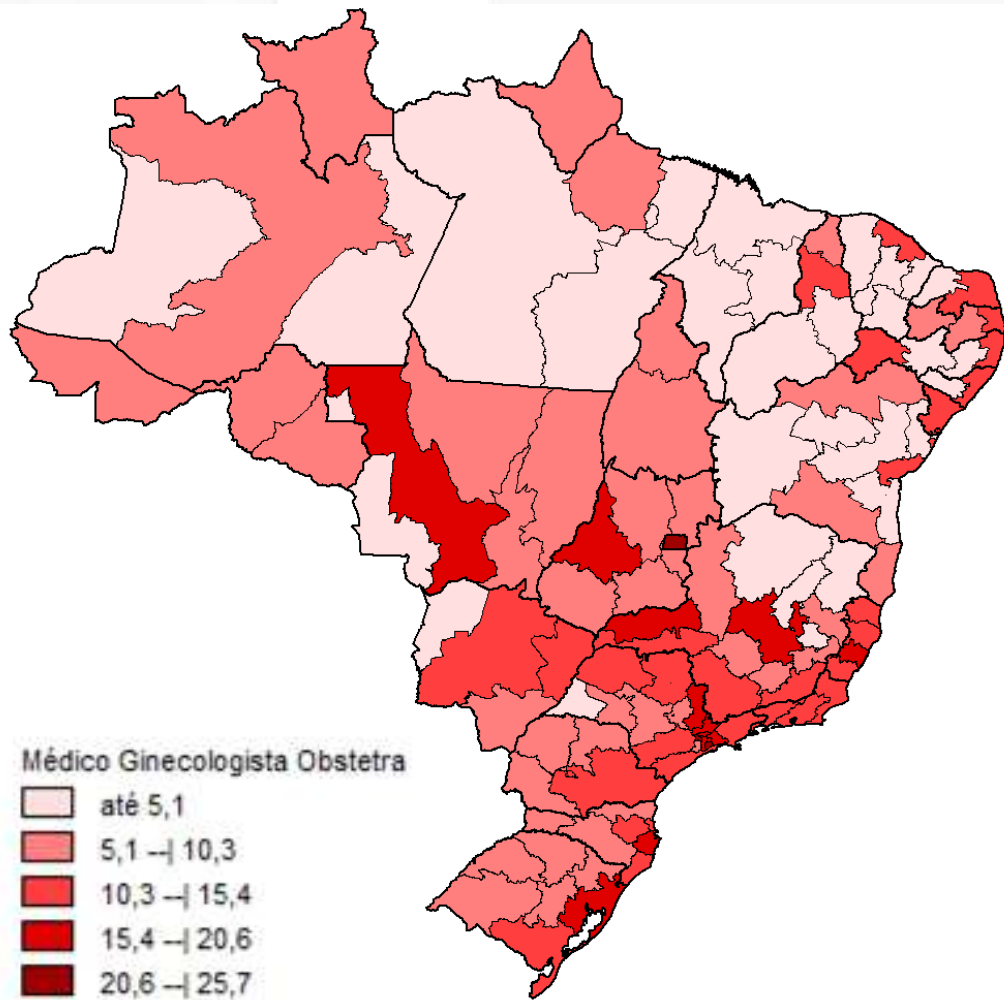 Médico Ginecologista Obstetra
até 5,1
5,1 --| 10,3
10,3 --| 15,4
15,4 --| 20,6
20,6 --| 25,7